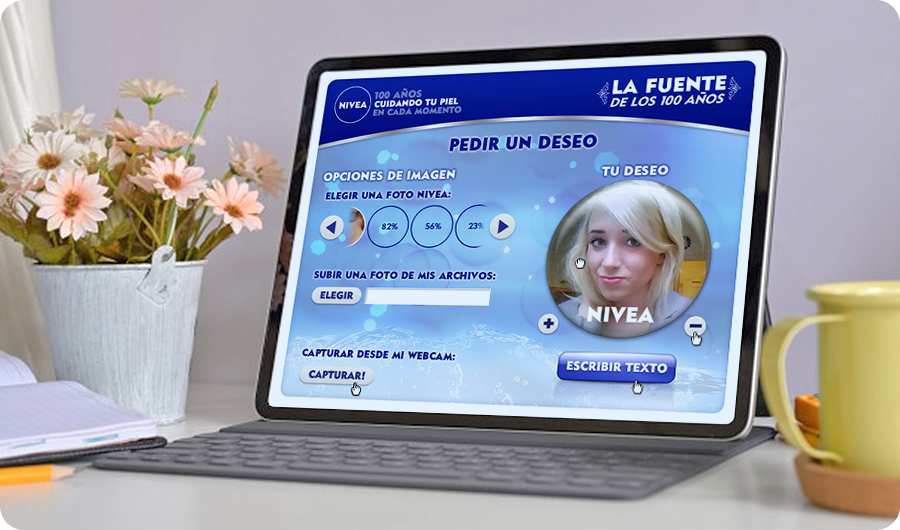 NIVEA
100 AÑOS
CUIDANDO TU PIEL
EN CADA MOMENTO
LA FUENTE
DE LOS 100 AÑOS
PEDIR UN DESEO
OPCIONES DE IMAGEN
ELEGIR UNA FOTO NIVEA:
82%
56%
23%
SUBIR UNA FOTO DE MIS ARCHIVOS:
ELEGIR
CAPTURAR DESDE MI WEBCAM:
CAPTURAR!
TU DESEO
NIVEA
ESCRIBIR TEXTO